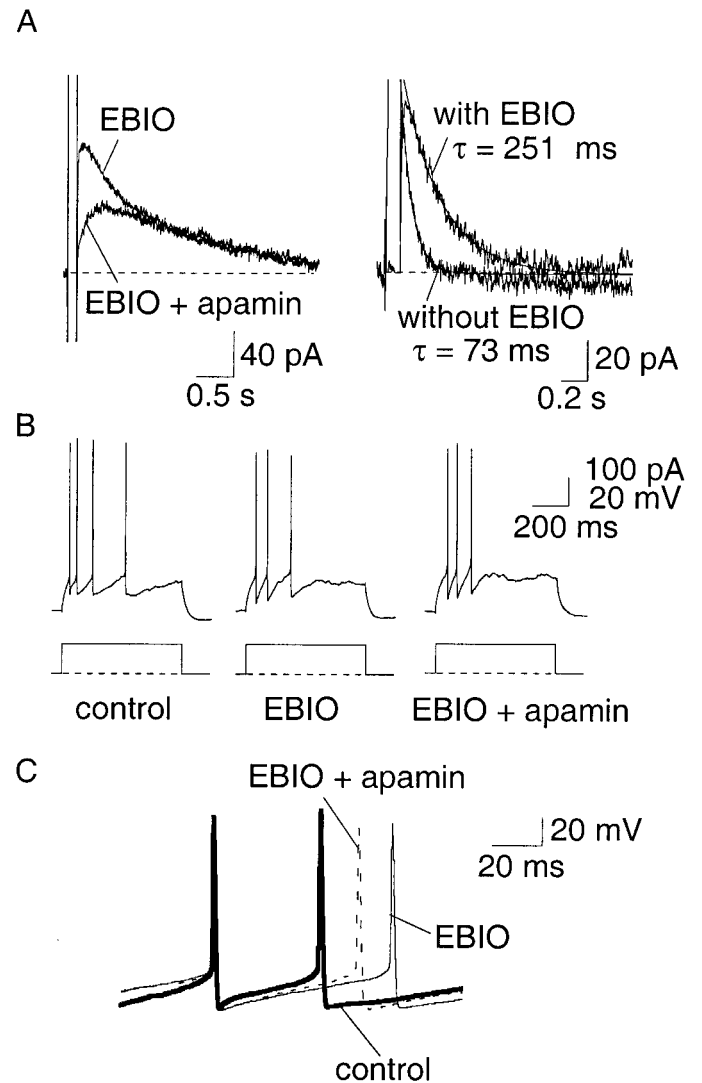 A
EBIO
EBIO + apamin
40 pA
0.5 s
with EBIO
τ = 251 ms
without EBIO
τ = 73 ms
20 pA
0.2 s
B
100 pA
20 mV
200 ms
control
EBIO
EBIO + apamin
C
EBIO + apamin
20 mV
20 ms
EBIO
control